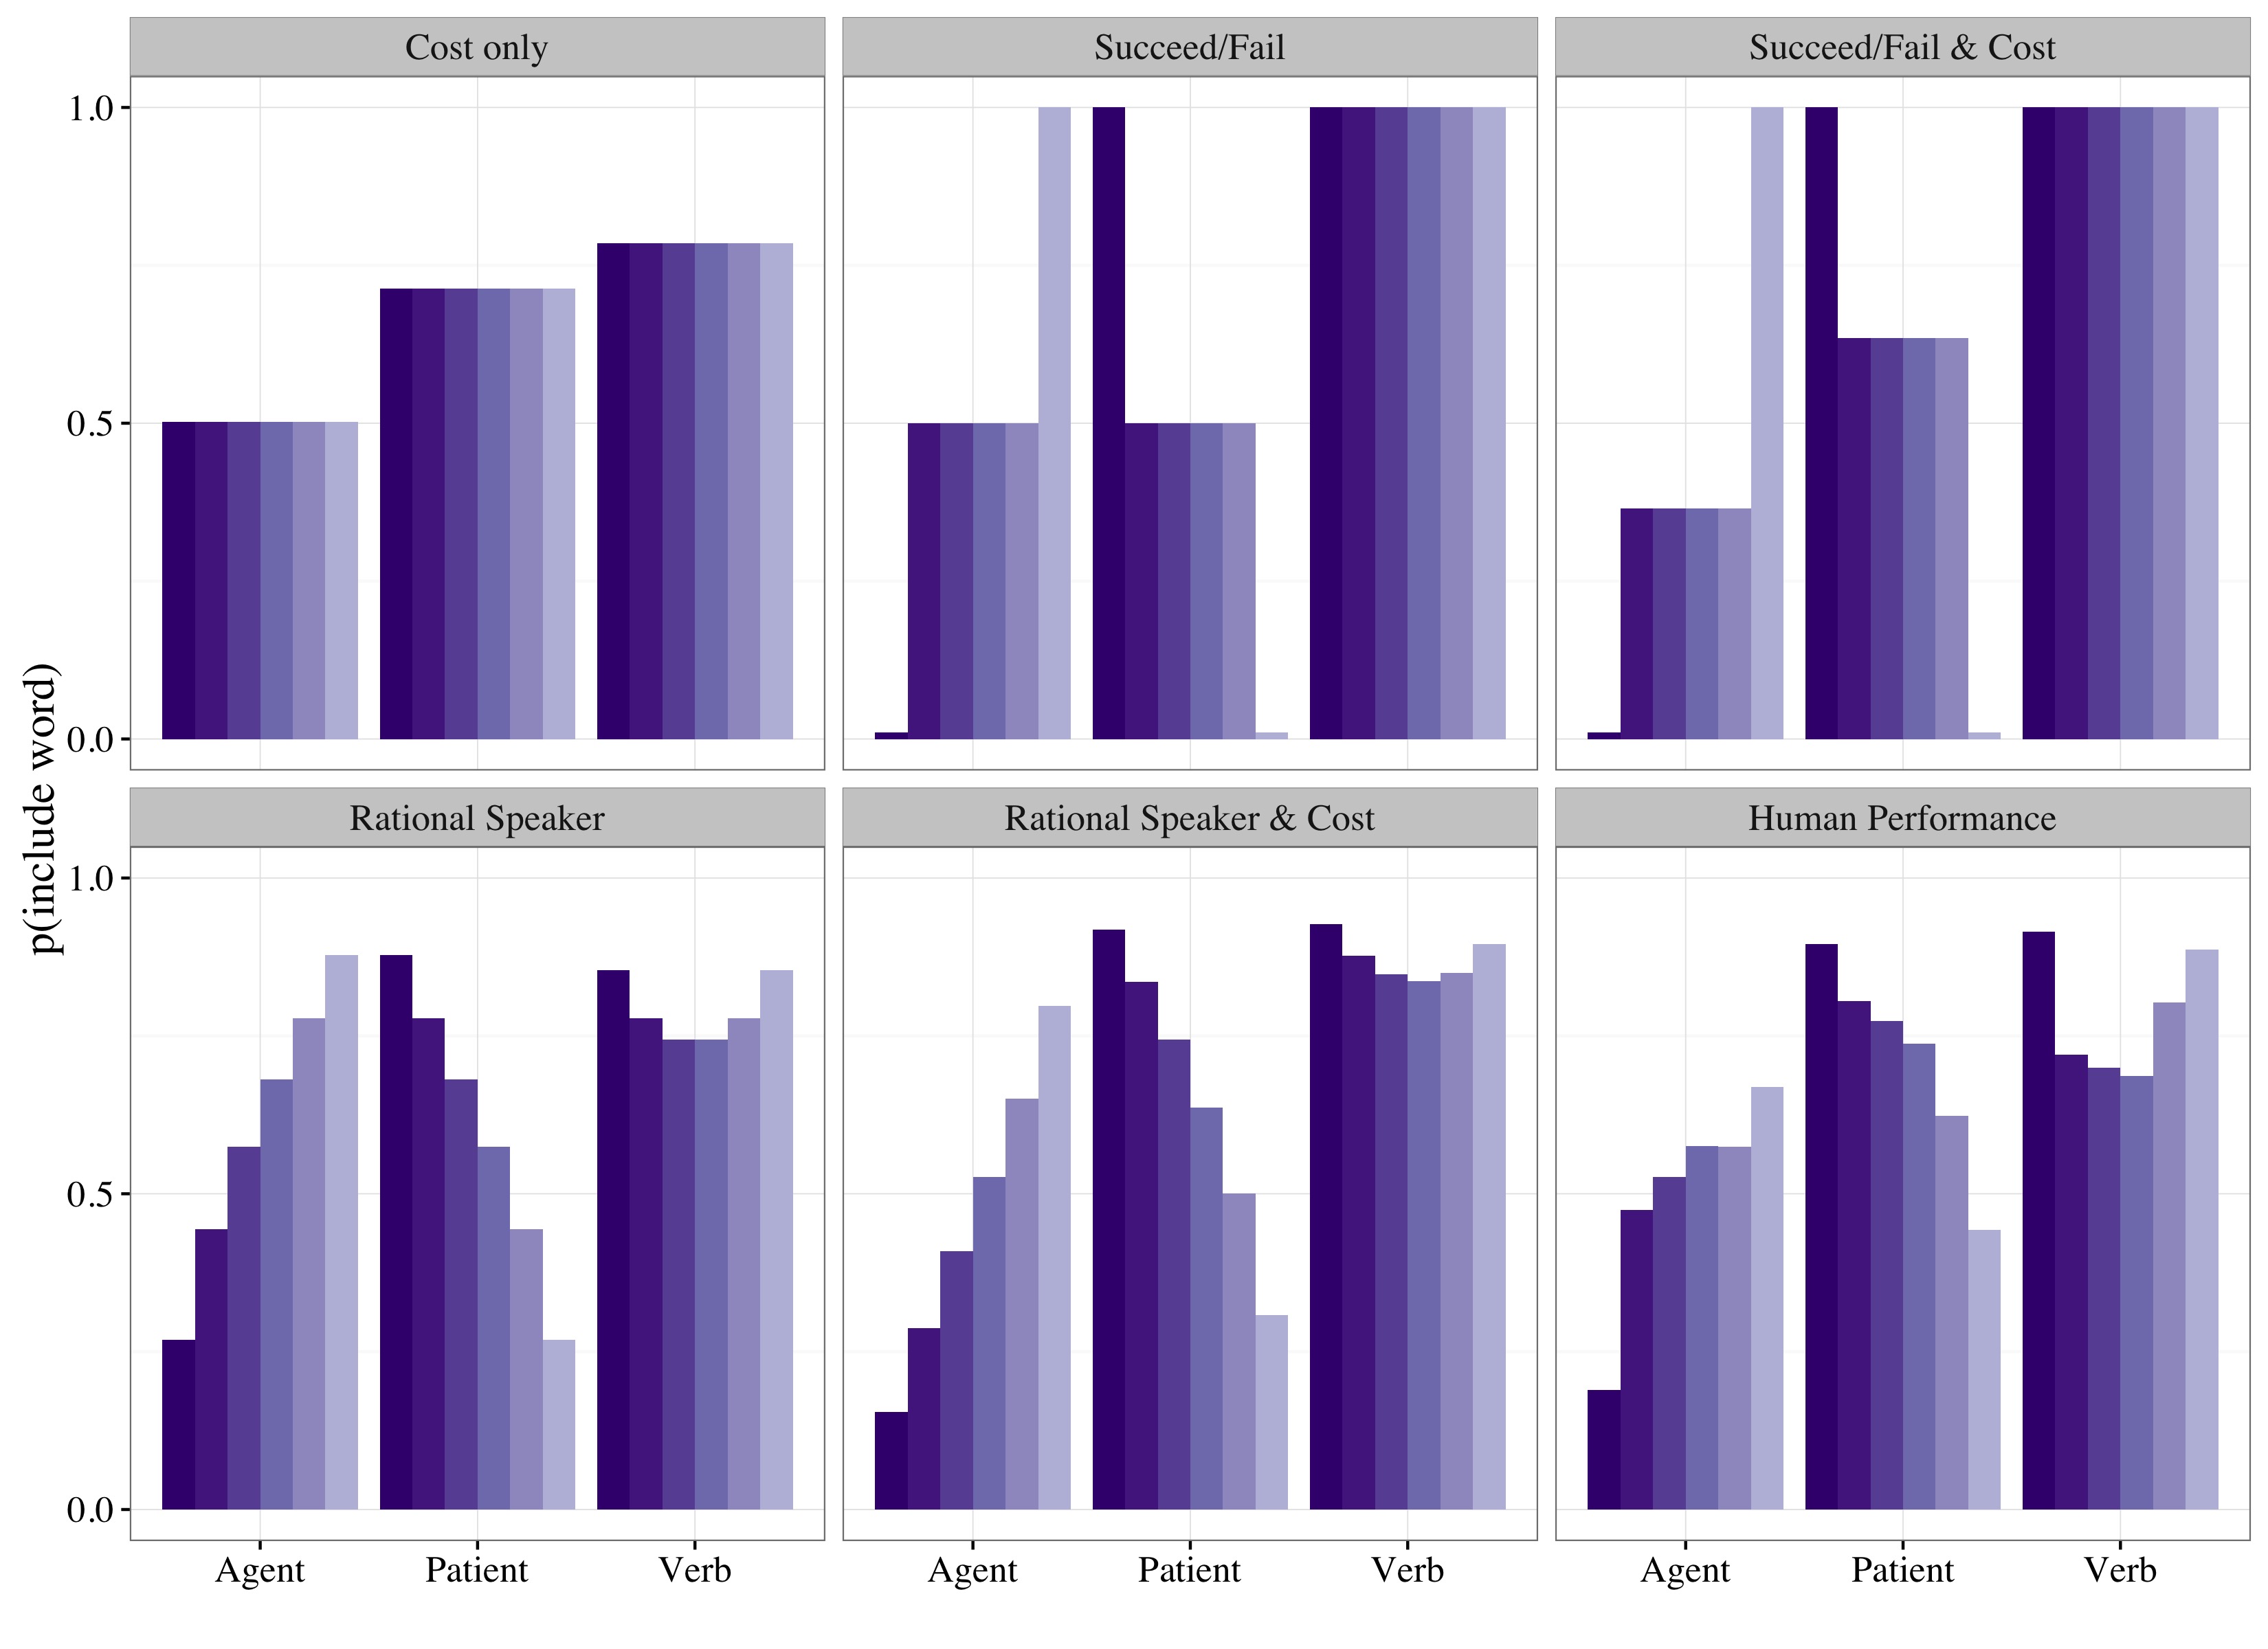 Cost only
Succeed/Fail
Succeed/Fail & Cost
1.0
0.5
0.0
p(include word)
Rational Speaker
Rational Speaker & Cost
Human Performance
1.0
0.5
0.0
Agent Patient Verb
Agent Patient Verb
Agent Patient Verb